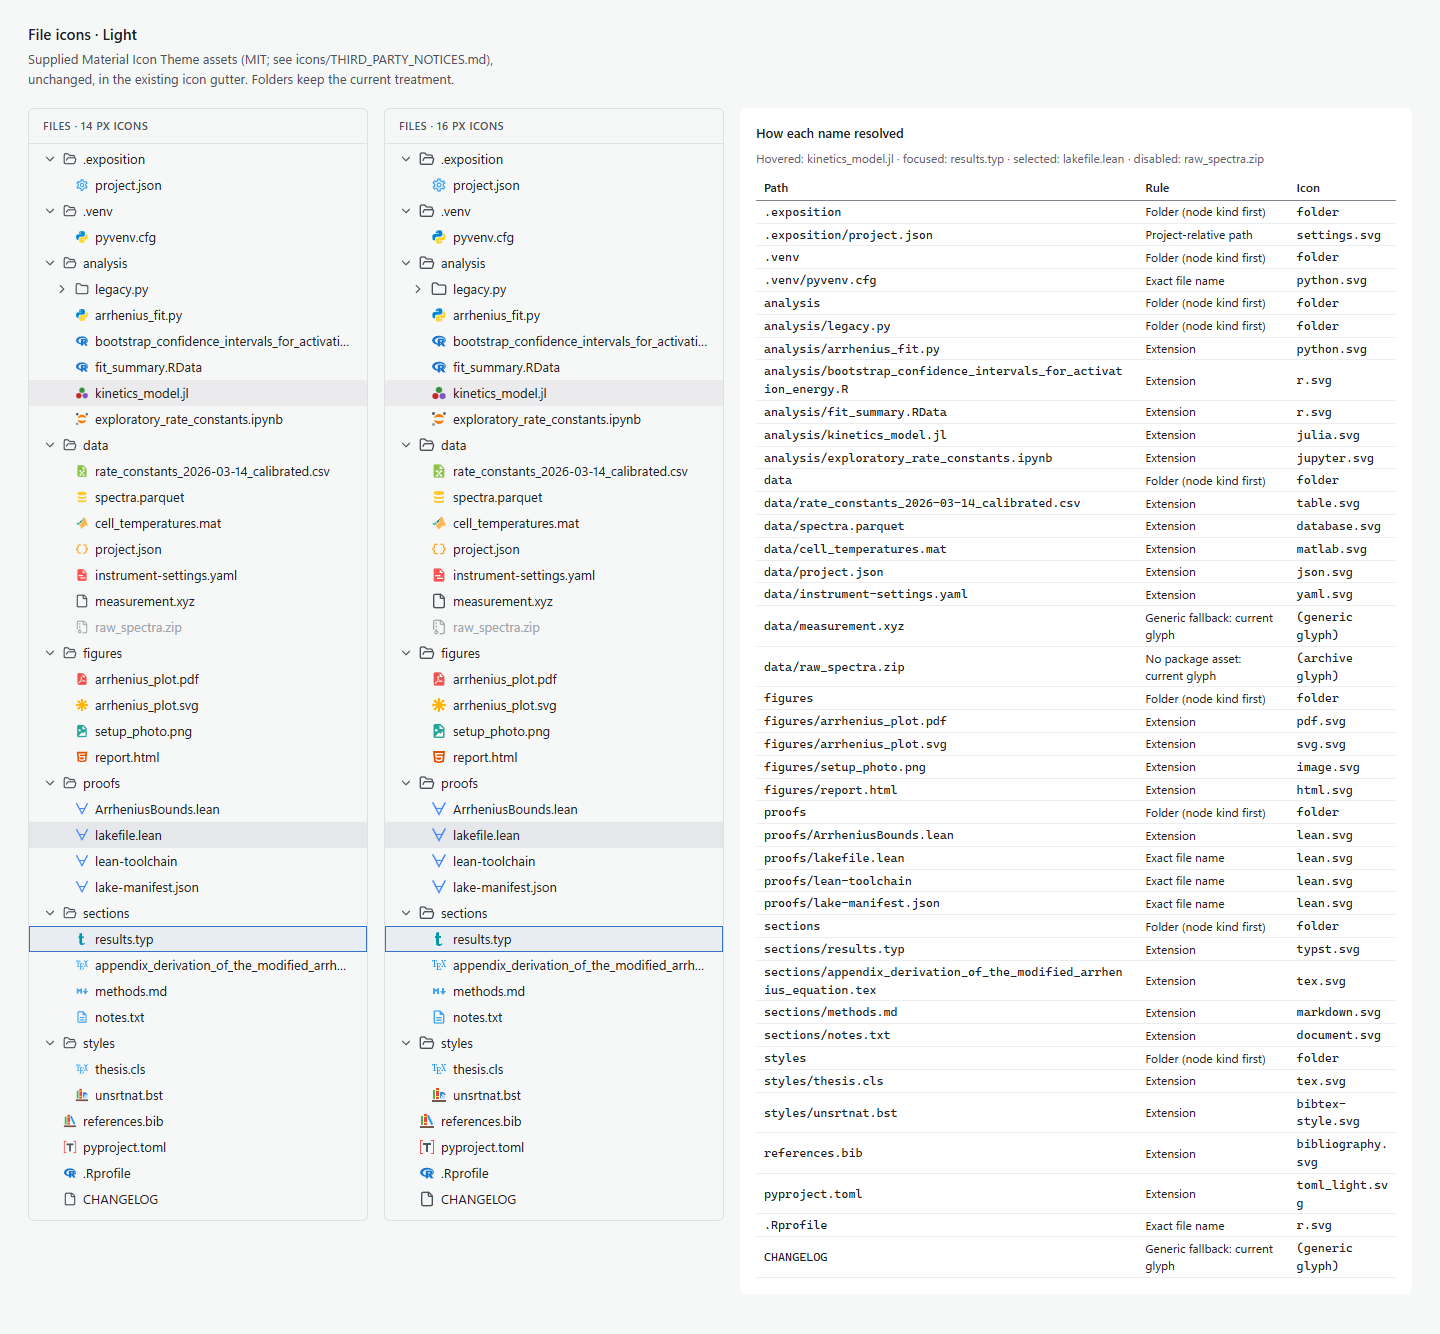 File icons · Light
Supplied Material Icon Theme assets (MIT; see icons/THIRD_PARTY_NOTICES.md),
unchanged, in the existing icon gutter. Folders keep the current treatment.
FILES · 14 PX ICONS
.exposition
project.json
.venv
pyvenv.cfg
analysis
legacy.py
arrhenius_fit.py
bootstrap_confidence_intervals_for_activati...
fit_summary.RData
kinetics_model.jl
exploratory_rate_constants.ipynb
data
rate_constants_2026-03-14_calibrated.csv
spectra.parquet
cell_temperatures.mat
project.json
instrument-settings.yaml
measurement.xyz
raw_spectra.zip
figures
arrhenius_plot.pdf
arrhenius_plot.svg
setup_photo.png
report.html
proofs
ArrheniusBounds.lean
lakefile.lean
lean-toolchain
lake-manifest.json
sections
results.typ
appendix_derivation_of_the_modified_arrh...
methods.md
notes.txt
styles
thesis.cls
unsrtnat.bst
references.bib
pyproject.toml
.Rprofile
CHANGELOG
FILES · 16 PX ICONS
.exposition
project.json
.venv
pyvenv.cfg
analysis
legacy.py
arrhenius_fit.py
bootstrap_confidence_intervals_for_activati...
fit_summary.RData
kinetics_model.jl
exploratory_rate_constants.ipynb
data
rate_constants_2026-03-14_calibrated.csv
spectra.parquet
cell_temperatures.mat
project.json
instrument-settings.yaml
measurement.xyz
raw_spectra.zip
figures
arrhenius_plot.pdf
arrhenius_plot.svg
setup_photo.png
report.html
proofs
ArrheniusBounds.lean
lakefile.lean
lean-toolchain
lake-manifest.json
sections
results.typ
appendix_derivation_of_the_modified_arrh...
methods.md
notes.txt
styles
thesis.cls
unsrtnat.bst
references.bib
pyproject.toml
.Rprofile
CHANGELOG
How each name resolved
Hovered: kinetics_model.jl · focused: results.typ · selected: lakefile.lean · disabled: raw_spectra.zip
Path Rule Icon
.exposition Folder (node kind first) folder
.exposition/project.json Project-relative path settings.svg
.venv Folder (node kind first) folder
.venv/pyvenv.cfg Exact file name python.svg
analysis Folder (node kind first) folder
analysis/legacy.py Folder (node kind first) folder
analysis/arrhenius_fit.py Extension python.svg
analysis/bootstrap_confidence_intervals_for_activat
ion_energy.R Extension r.svg
analysis/fit_summary.RData Extension r.svg
analysis/kinetics_model.jl Extension julia.svg
analysis/exploratory_rate_constants.ipynb Extension jupyter.svg
data Folder (node kind first) folder
data/rate_constants_2026-03-14_calibrated.csv Extension table.svg
data/spectra.parquet Extension database.svg
data/cell_temperatures.mat Extension matlab.svg
data/project.json Extension json.svg
data/instrument-settings.yaml Extension yaml.svg
data/measurement.xyz Generic fallback: current (generic
glyph glyph)
data/raw_spectra.zip No package asset: (archive
current glyph glyph)
figures Folder (node kind first) folder
figures/arrhenius_plot.pdf Extension pdf.svg
figures/arrhenius_plot.svg Extension svg.svg
figures/setup_photo.png Extension image.svg
figures/report.html Extension html.svg
proofs Folder (node kind first) folder
proofs/ArrheniusBounds.lean Extension lean.svg
proofs/lakefile.lean Exact file name lean.svg
proofs/lean-toolchain Exact file name lean.svg
proofs/lake-manifest.json Exact file name lean.svg
sections Folder (node kind first) folder
sections/results.typ Extension typst.svg
sections/appendix_derivation_of_the_modified_arrhen
ius_equation.tex Extension tex.svg
sections/methods.md Extension markdown.svg
sections/notes.txt Extension document.svg
styles Folder (node kind first) folder
styles/thesis.cls Extension tex.svg
styles/unsrtnat.bst Extension bibtex-
style.svg
references.bib Extension bibliography.
svg
pyproject.toml Extension toml_light.sv
g
.Rprofile Exact file name r.svg
CHANGELOG Generic fallback: current (generic
glyph glyph)